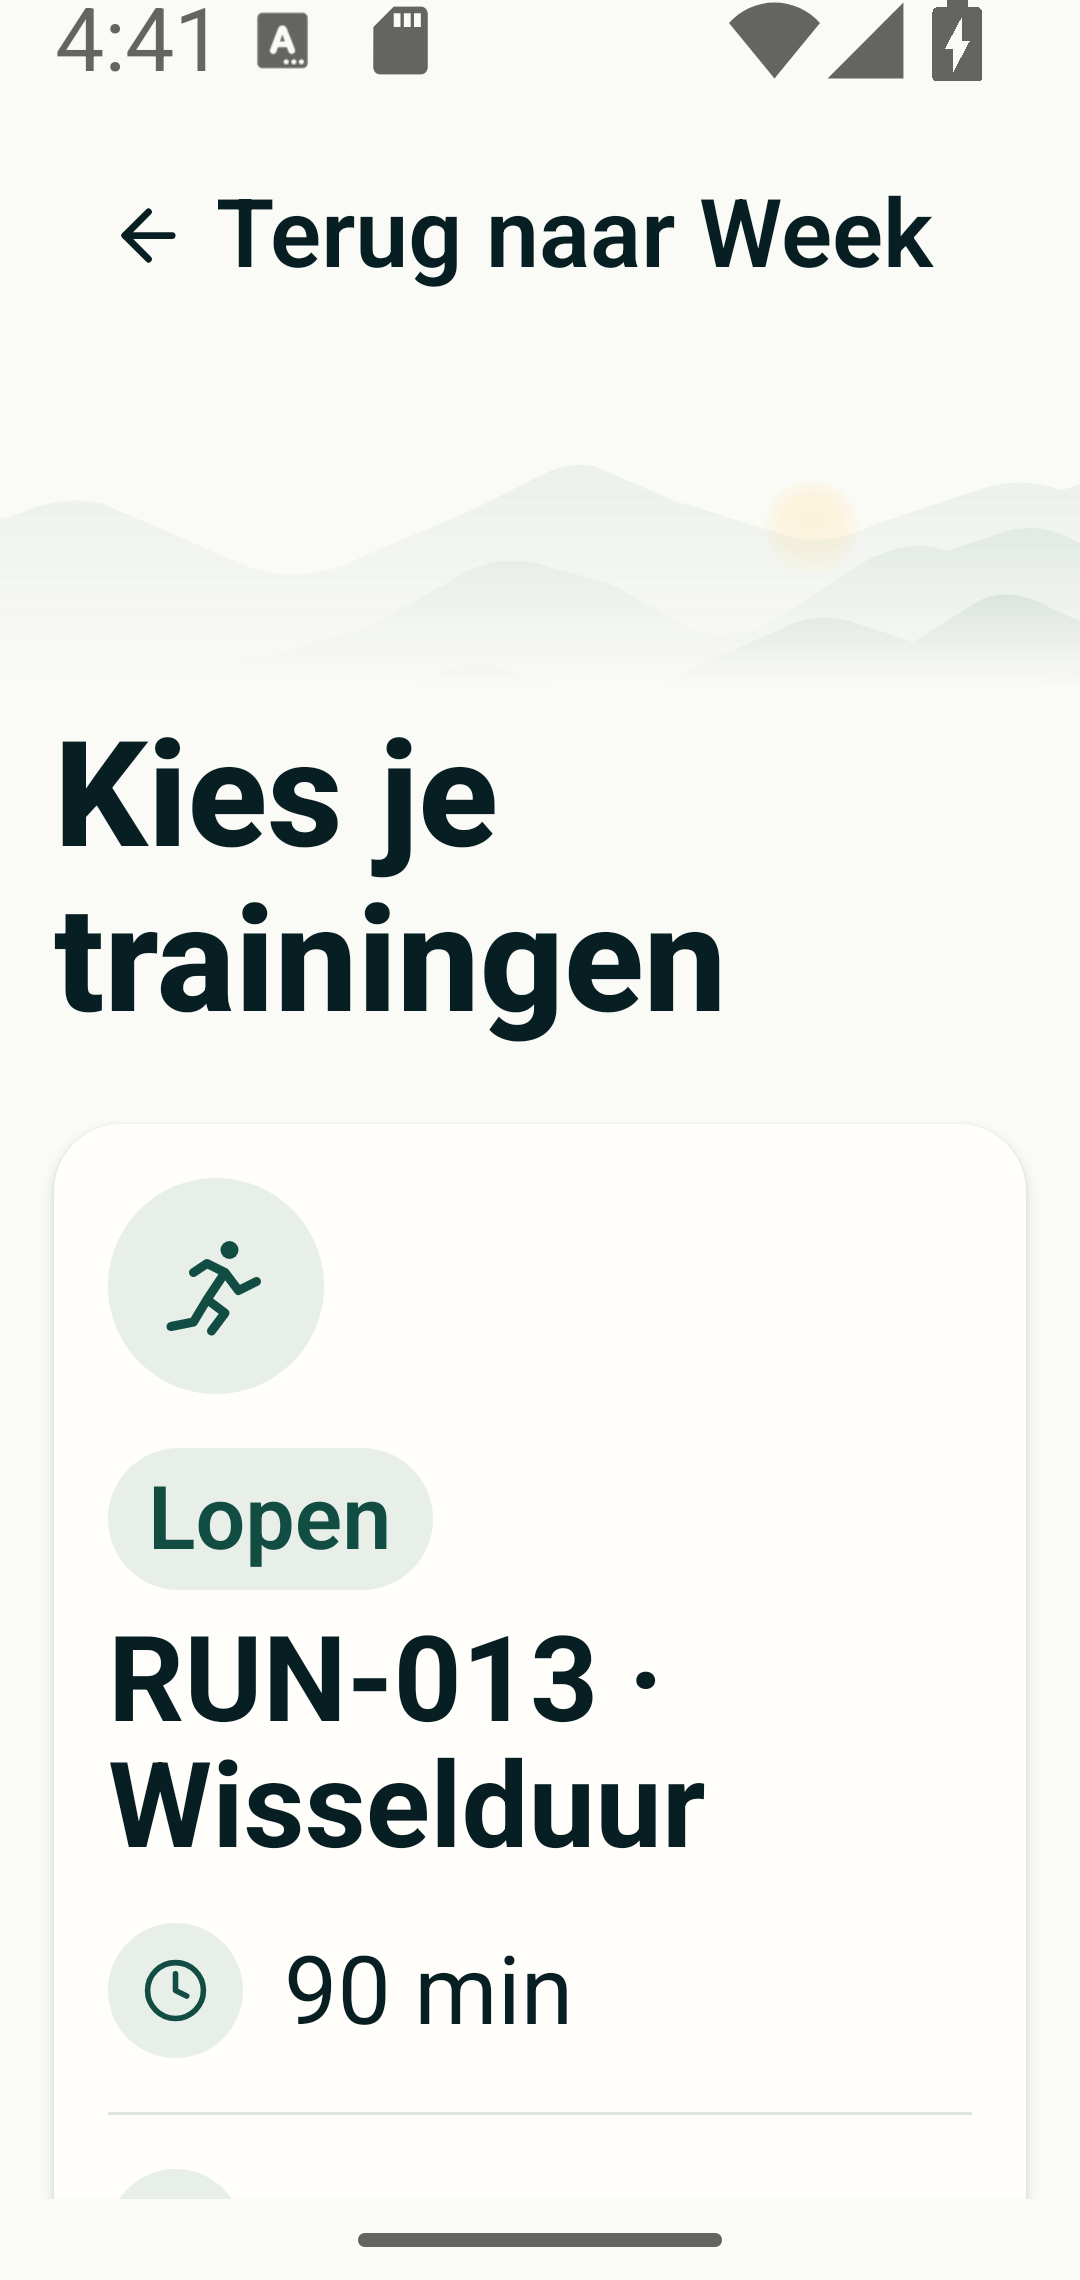 4:41
Terug naar Week
Kies je
trainingen
Lopen
RUN-013 ·
Wisselduur
90 min